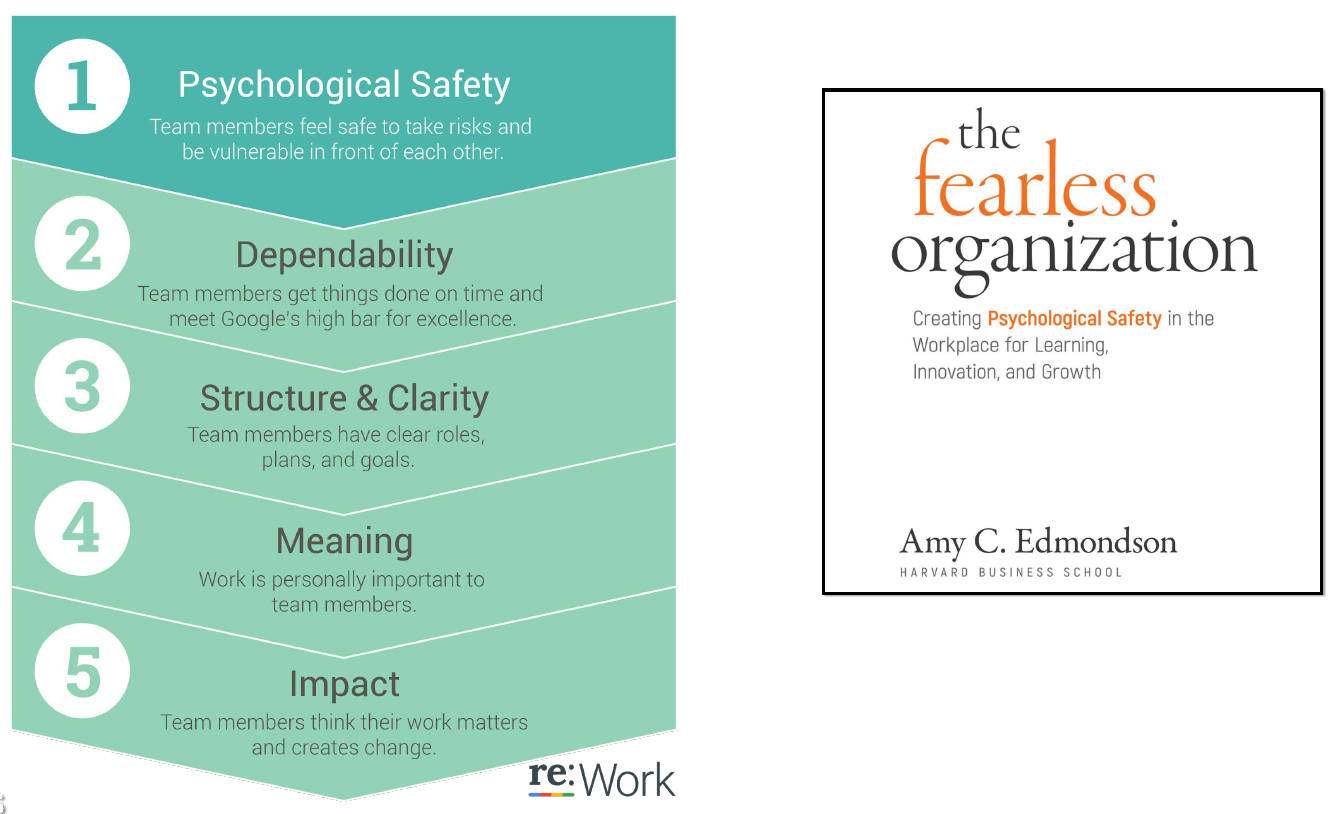 1
Psychological Safety
Team members feel safe to take risks and
be vulnerable in front of each other.
2
Dependability
Team members get things done on time and
meet Google's high bar for excellence.
3
Structure & Clarity
Team members have clear roles,
plans, and goals.
4
Meaning
Work is personally important to
team members.
5
Impact
Team members think their work matters
and creates change.
re:Work
the
fearless
organization
Creating Psychological Safety in the
Workplace for Learning,
Innovation, and Growth
Amy C. Edmondson
HARVARD BUSINESS SCHOOL